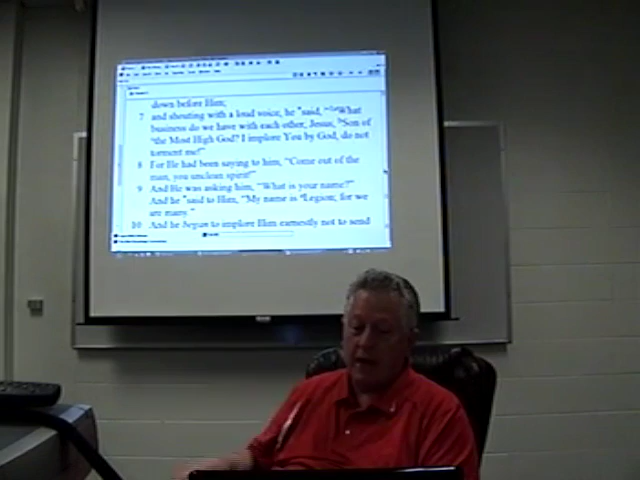 down before Him;
7 and shouting with a loud voice, he *said, "What
business do we have with each other, Jesus, Son of
the Most High God? I implore You by God, do not
torment me!"
8 For He had been saying to him, "Come out of the
man, you unclean spirit!"
9 And He was asking him, "What is your name?"
And he *said to Him, "My name is Legion; for we
are many."
10 And he began to implore Him earnestly not to send